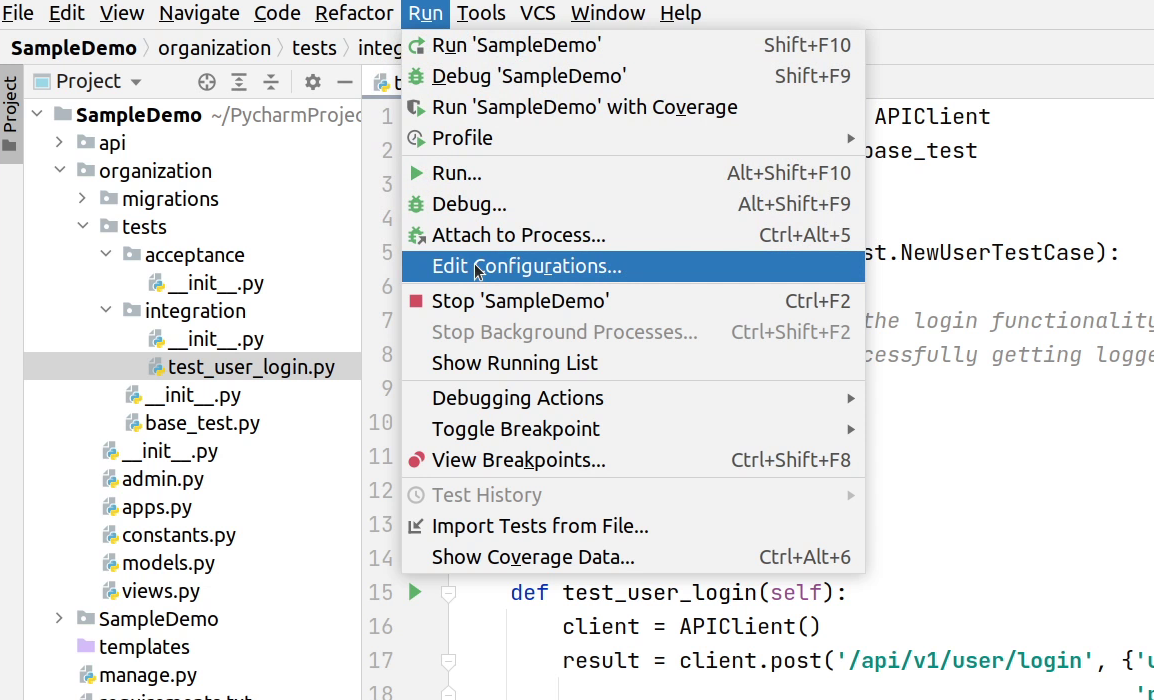 File Edit View Navigate Code Refactor Run Tools VCS Window Help
SampleDemo organization tests integ
Project
Project
SampleDemo ~/PycharmProjec
api
organization
migrations
tests
acceptance
__init__.py
integration
__init__.py
test_user_login.py
__init__.py
base_test.py
__init__.py
admin.py
apps.py
constants.py
models.py
views.py
SampleDemo
templates
manage.py
Run 'SampleDemo' Shift+F10
Debug 'SampleDemo' Shift+F9
Run 'SampleDemo' with Coverage
Profile
Run... Alt+Shift+F10
Debug... Alt+Shift+F9
Attach to Process... Ctrl+Alt+5
Edit Configurations...
Stop 'SampleDemo' Ctrl+F2
Stop Background Processes... Ctrl+Shift+F2
Show Running List
Debugging Actions
Toggle Breakpoint
View Breakpoints... Ctrl+Shift+F8
Test History
Import Tests from File...
Show Coverage Data... Ctrl+Alt+6
1 APIClient
2 base_test
3
4
5 st.NewUserTestCase):
6
7 the login functionality
8 cessfully getting logge
9
10
11
12
13
14
15 def test_user_login(self):
16 client = APIClient()
17 result = client.post('/api/v1/user/login', {'u
18 'p